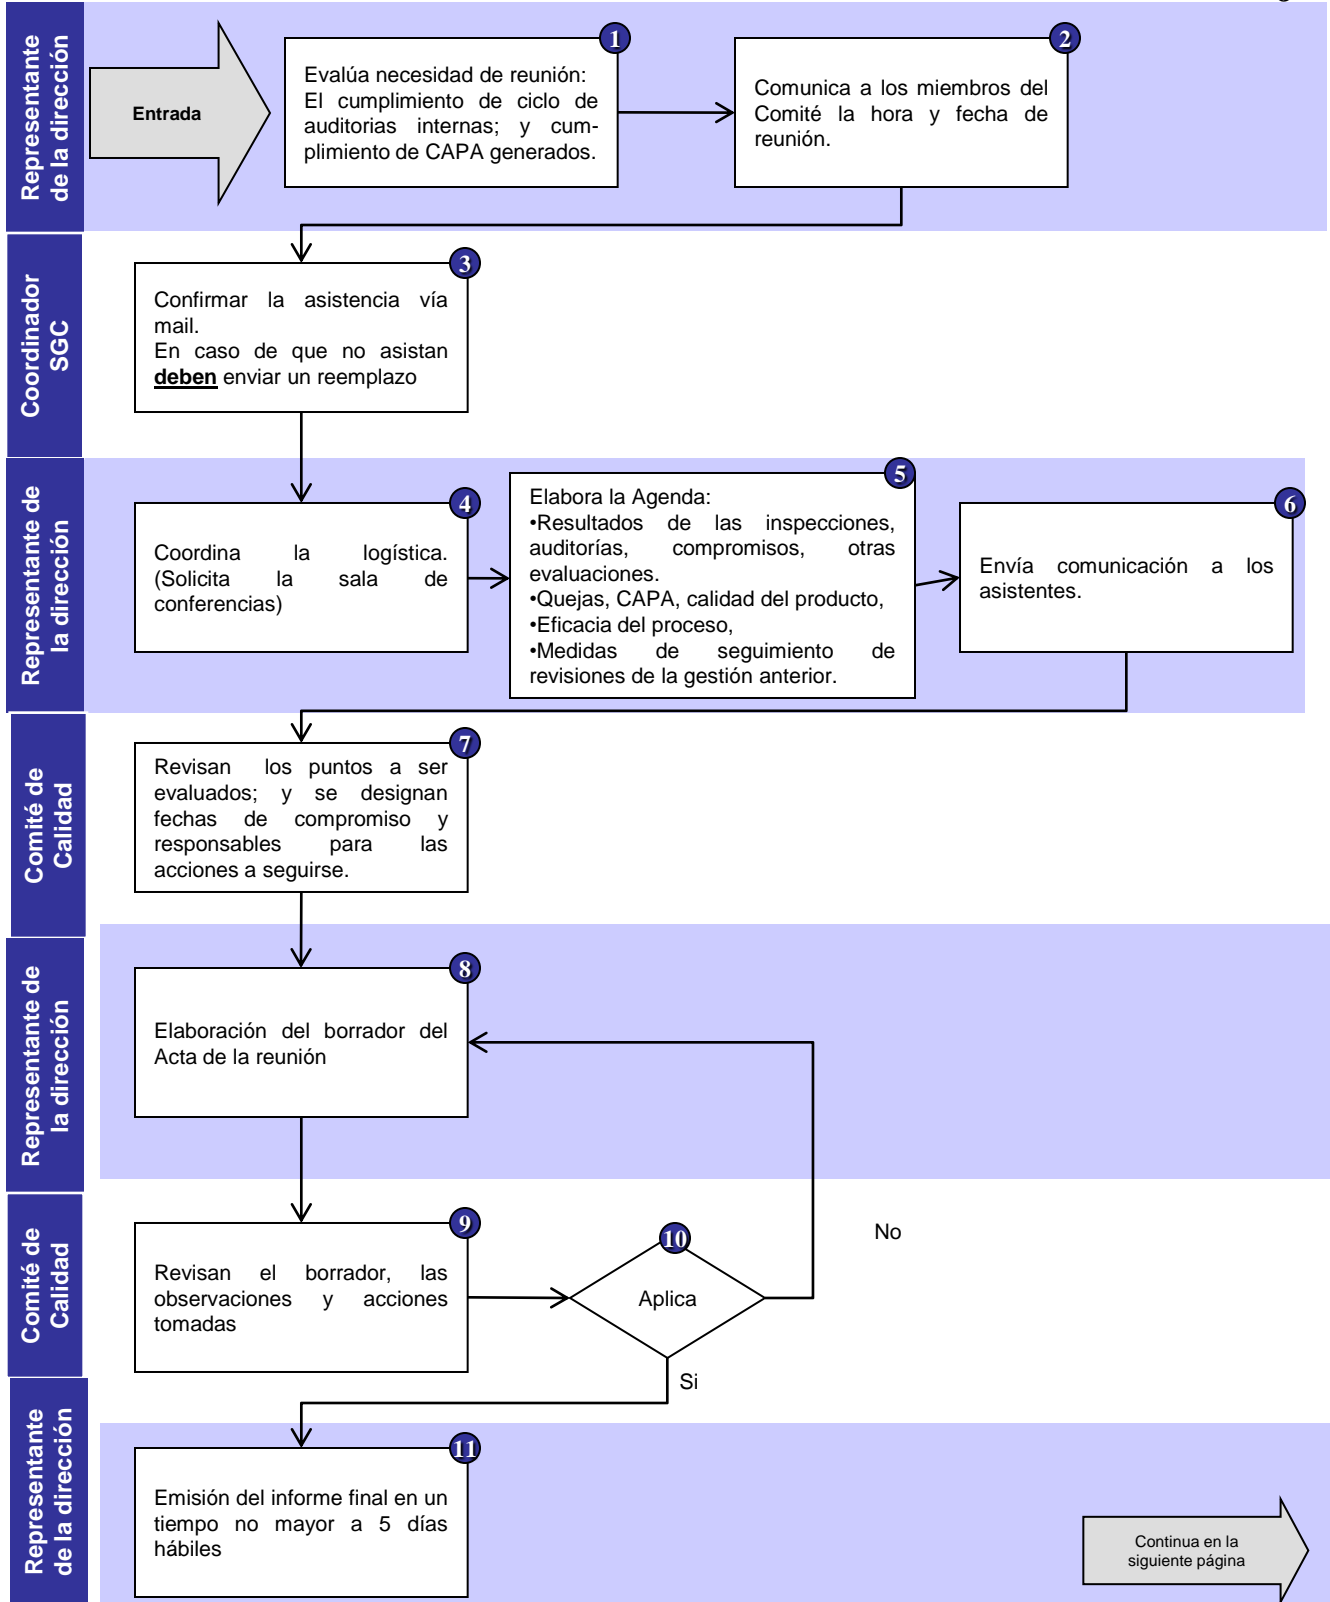 Representante
de la dirección
Entrada
1
Evalúa necesidad de reunión:
El cumplimiento de ciclo de
auditorias internas; y cum-
plimiento de CAPA generados.
2
Comunica a los miembros del
Comité la hora y fecha de
reunión.
Coordinador
SGC
3
Confirmar la asistencia vía
mail.
En caso de que no asistan
deben enviar un reemplazo
Representante de
la dirección
4
Coordina la logística.
(Solicita la sala de
conferencias)
5
Elabora la Agenda:
•Resultados de las inspecciones,
auditorías, compromisos, otras
evaluaciones.
•Quejas, CAPA, calidad del producto,
•Eficacia del proceso,
•Medidas de seguimiento de
revisiones de la gestión anterior.
6
Envía comunicación a los
asistentes.
Comité de
Calidad
7
Revisan los puntos a ser
evaluados; y se designan
fechas de compromiso y
responsables para las
acciones a seguirse.
Representante de
la dirección
8
Elaboración del borrador del
Acta de la reunión
Comité de
Calidad
9
Revisan el borrador, las
observaciones y acciones
tomadas
10
Aplica
No
Si
Representante
de la dirección
11
Emisión del informe final en un
tiempo no mayor a 5 días
hábiles
Continua en la
siguiente página